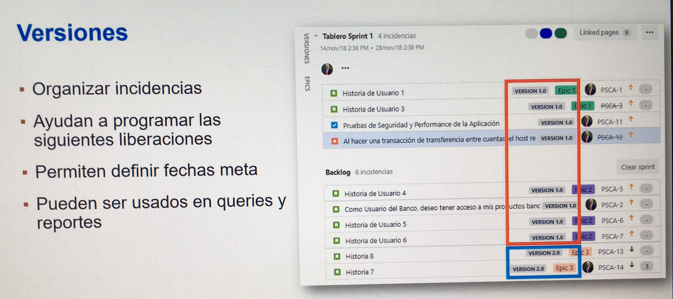 Versiones
▪ Organizar incidencias
▪ Ayudan a programar las
siguientes liberaciones
▪ Permiten definir fechas meta
▪ Pueden ser usados en queries y
reportes
VERSIONES
EPICS
Tablero Sprint 1 4 incidencias
14/nov/18 2:38 PM • 28/nov/18 2:38 PM
Linked pages 0 •••
•••
Historia de Usuario 1 VERSION 1.0 Epic 1 PSCA-1 -
Historia de Usuario 3 VERSION 1.0 Epic 1 PSCA-3 -
Pruebas de Seguridad y Performance de la Aplicación VERSION 1.0 PSCA-11
Al hacer una transacción de transferencia entre cuentas el host re VERSION 1.0 PSCA-12
Backlog 6 incidencias
Crear sprint
Historia de Usuario 4 VERSION 1.0 Epic 2 PSCA-5 -
Como Usuario del Banco, deseo tener acceso a mis productos banc VERSION 1.0 PSCA-2 -
Historia de Usuario 5 VERSION 1.0 Epic 2 PSCA-6 -
Historia de Usuario 6 VERSION 1.0 Epic 2 PSCA-7 -
Historia 8 VERSION 2.0 Epic 3 PSCA-13 -
Historia 7 VERSION 2.0 Epic 3 PSCA-14 3